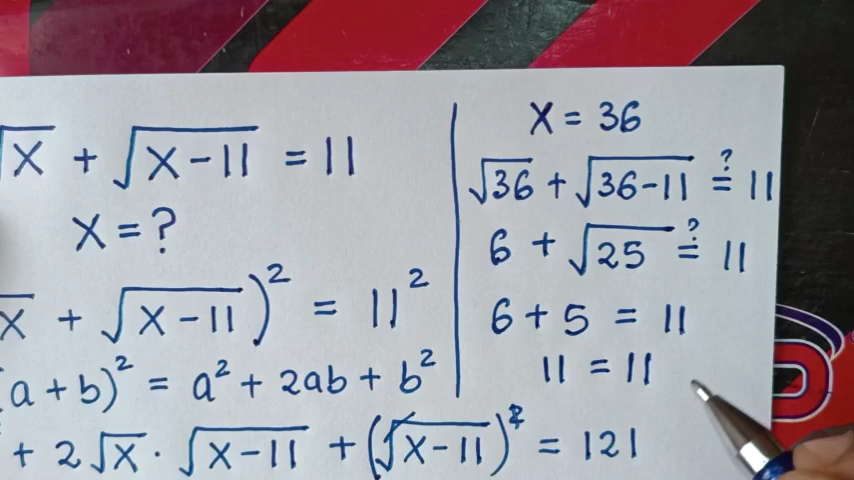 √X + √X-11 = 11
X = ?
X + √X-11)² = 11²
(a+b)² = a² + 2ab + b²
+ 2√X · √X-11 + (√X-11)² = 121
X = 36
√36 + √36-11 ≟ 11
6 + √25 ≟ 11
6 + 5 = 11
11 = 11